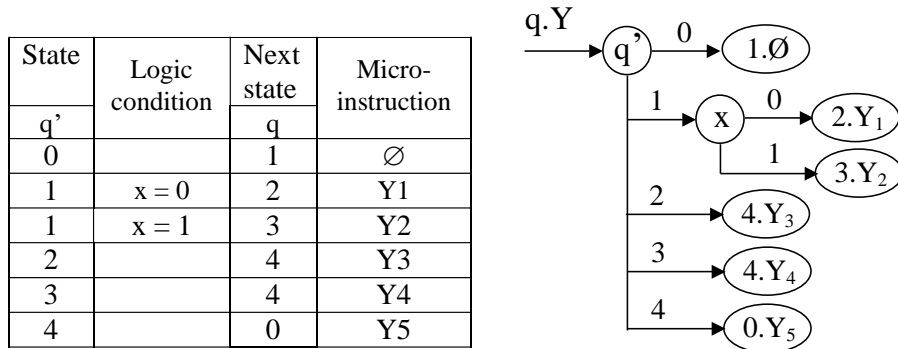 State Logic condition Next state Micro-instruction
q’ q
0 1 ∅
1 x = 0 2 Y1
1 x = 1 3 Y2
2 4 Y3
3 4 Y4
4 0 Y5
q.Y
q’ 0 1.Ø
1 x 0 2.Y₁
1 3.Y₂
2 4.Y₃
3 4.Y₄
4 0.Y₅